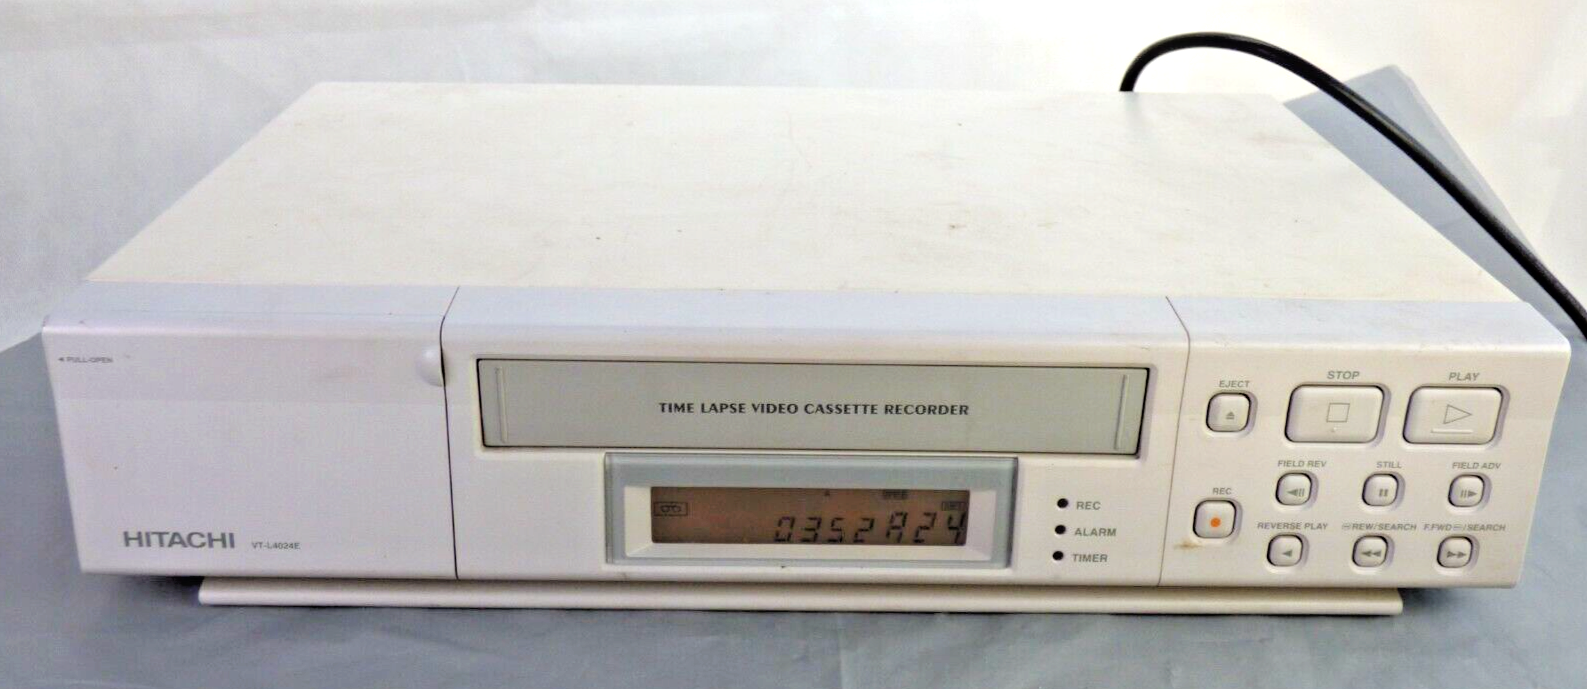 ◄ PULL-OPEN
TIME LAPSE VIDEO CASSETTE RECORDER
HITACHI VT-L4024E
0352A24
REC
ALARM
TIMER
EJECT
STOP
PLAY
REC
FIELD REV
STILL
FIELD ADV
REVERSE PLAY
REW/SEARCH
F.FWD /SEARCH